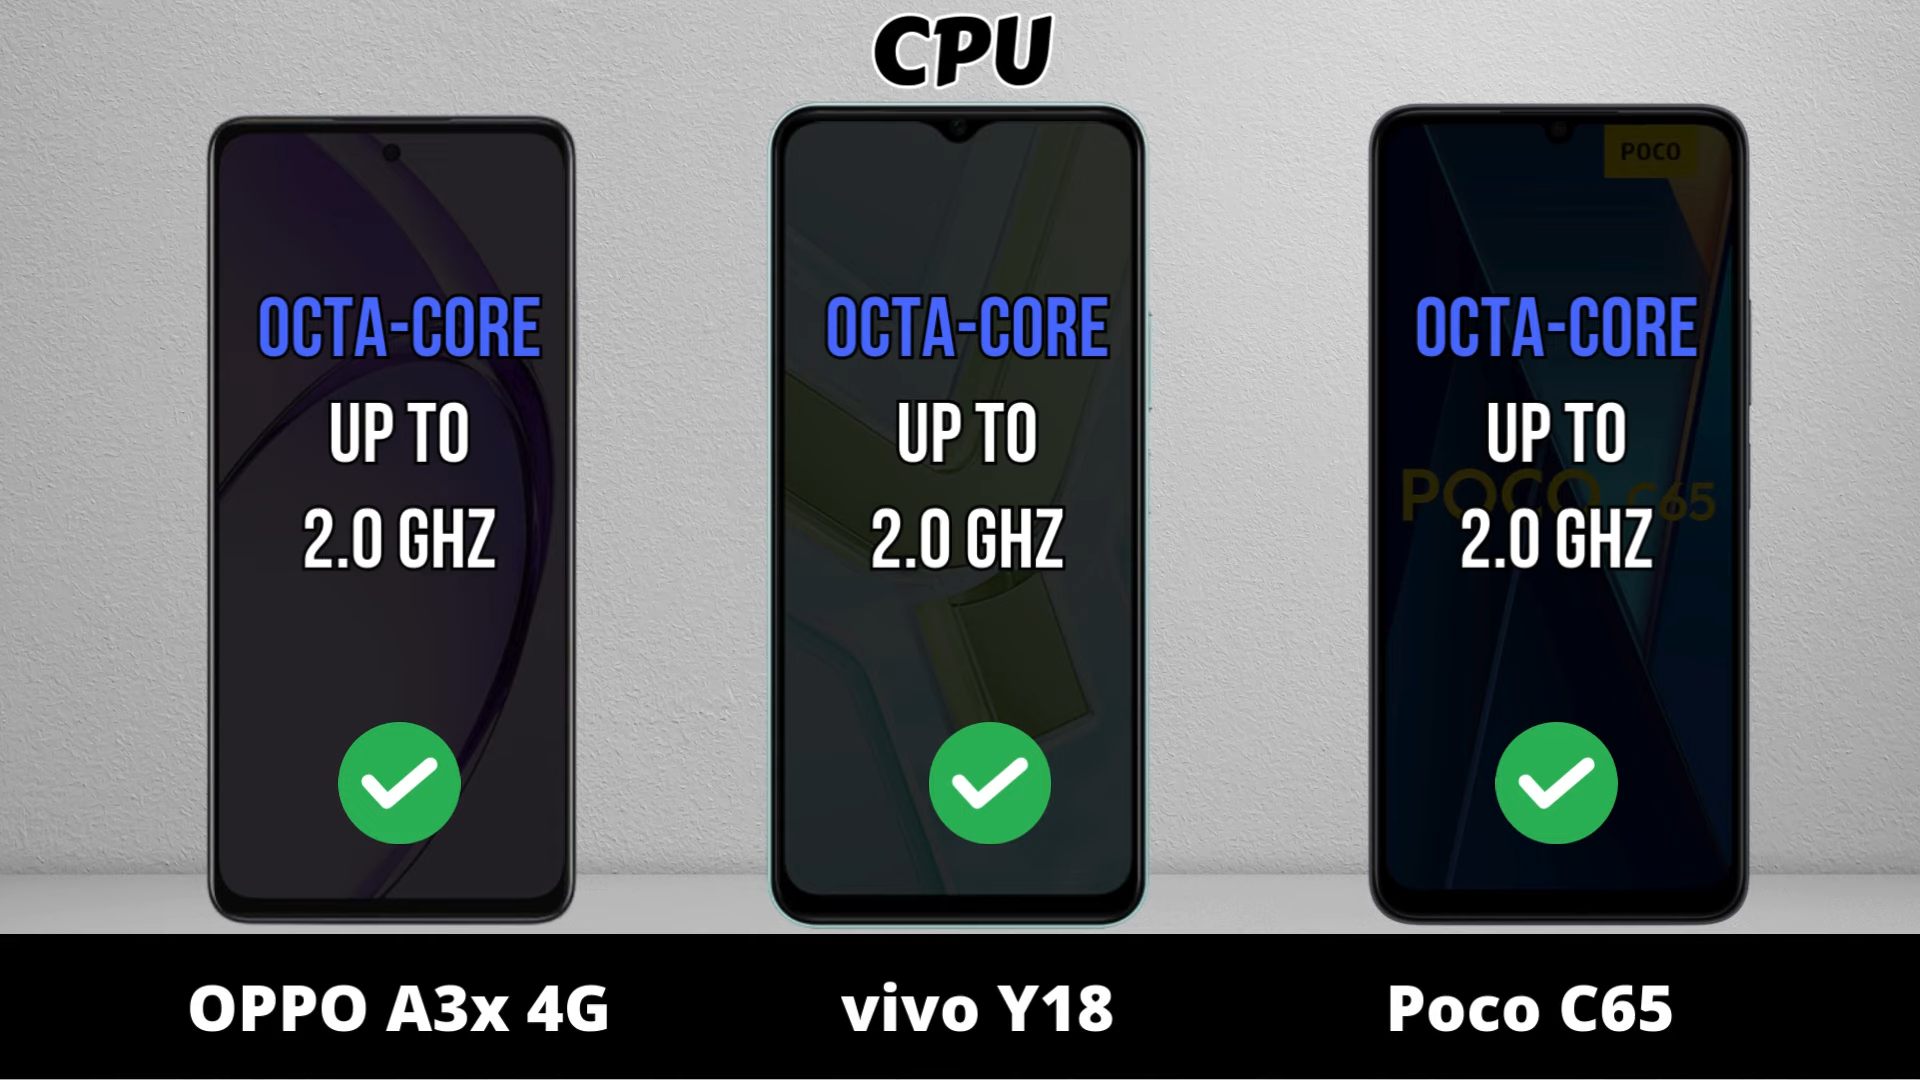 CPU
OCTA-CORE
UP TO
2.0 GHZ
OCTA-CORE
UP TO
2.0 GHZ
POCO
OCTA-CORE
UP TO
POCO C65
2.0 GHZ
OPPO A3x 4G
vivo Y18
Poco C65